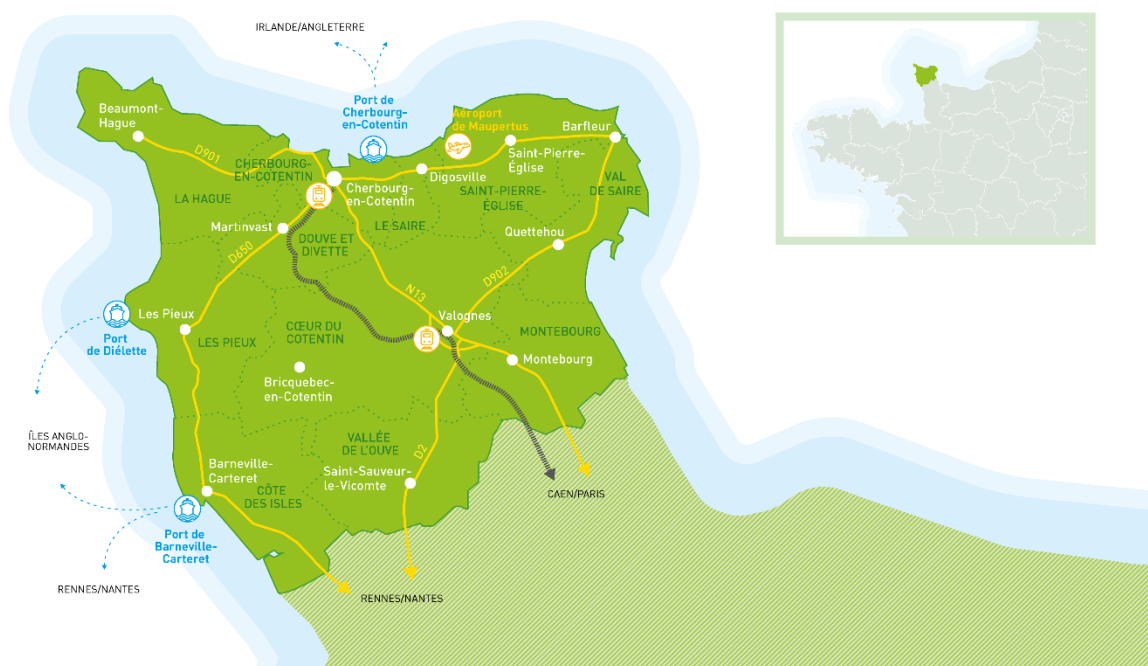 IRLANDE/ANGLETERRE
Port de
Cherbourg-
en-Cotentin
Aéroport
de Maupertus
Beaumont-
Hague
Barfleur
D901
CHERBOURG-
EN-COTENTIN
Saint-Pierre-
Église
Digosville
VAL
DE SAIRE
LA HAGUE
Cherbourg-
en-Cotentin
SAINT-PIERRE-
ÉGLISE
Martinvast
LE SAIRE
DOUVE ET
DIVETTE
Quettehou
D650
D902
N13
Les Pieux
Valognes
Port
de Diélette
LES PIEUX
CŒUR DU
COTENTIN
MONTEBOURG
Montebourg
Bricquebec-
en-Cotentin
ÎLES ANGLO-
NORMANDES
VALLÉE
DE L'OUVE
D2
Barneville-
Carteret
Saint-Sauveur-
le-Vicomte
CÔTE
DES ISLES
CAEN/PARIS
Port de
Barneville-
Carteret
RENNES/NANTES
RENNES/NANTES